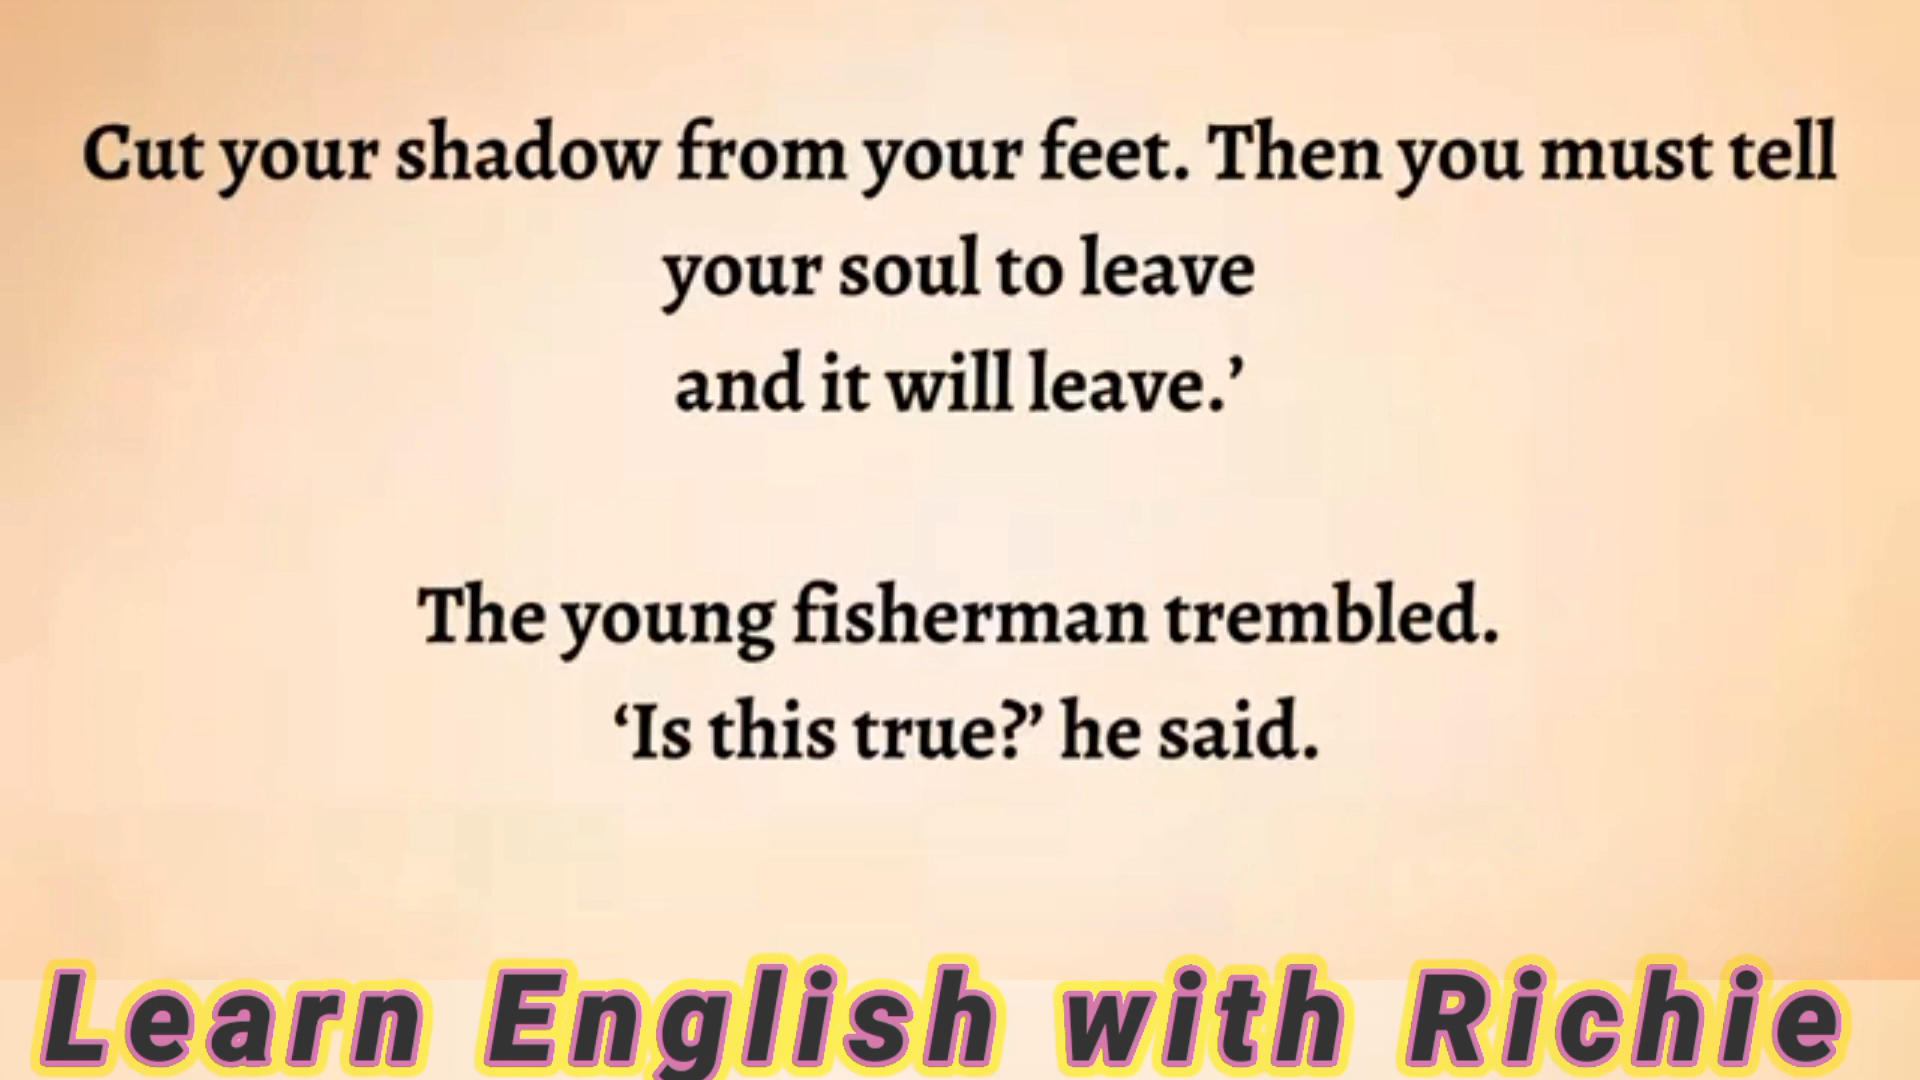 Cut your shadow from your feet. Then you must tell
your soul to leave
and it will leave.’
The young fisherman trembled.
‘Is this true?’ he said.
Learn English with Richie